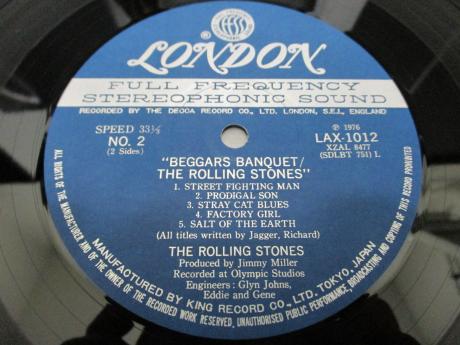 ®
LONDON
FULL FREQUENCY
STEREOPHONIC SOUND
RECORDED BY THE DECCA RECORD CO., LTD. LONDON, S.E.I., ENGLAND
SPEED 33⅓
NO. 2
(2 Sides)
℗ 1976
LAX-1012
XZAL 8477
(SDLBT 751) L
"BEGGARS BANQUET/
THE ROLLING STONES"
1. STREET FIGHTING MAN
2. PRODIGAL SON
3. STRAY CAT BLUES
4. FACTORY GIRL
5. SALT OF THE EARTH
(All titles written by Jagger, Richard)
THE ROLLING STONES
Produced by Jimmy Miller
Recorded at Olympic Studios
Engineers: Glyn Johns,
Eddie and Gene
MANUFACTURED BY KING RECORD CO., LTD. TOKYO, JAPAN
ALL RIGHTS OF THE MANUFACTURER AND OF THE OWNER OF THE RECORDED WORK RESERVED, UNAUTHORISED PUBLIC PERFORMANCE, BROADCASTING AND COPYING OF THIS RECORD PROHIBITED